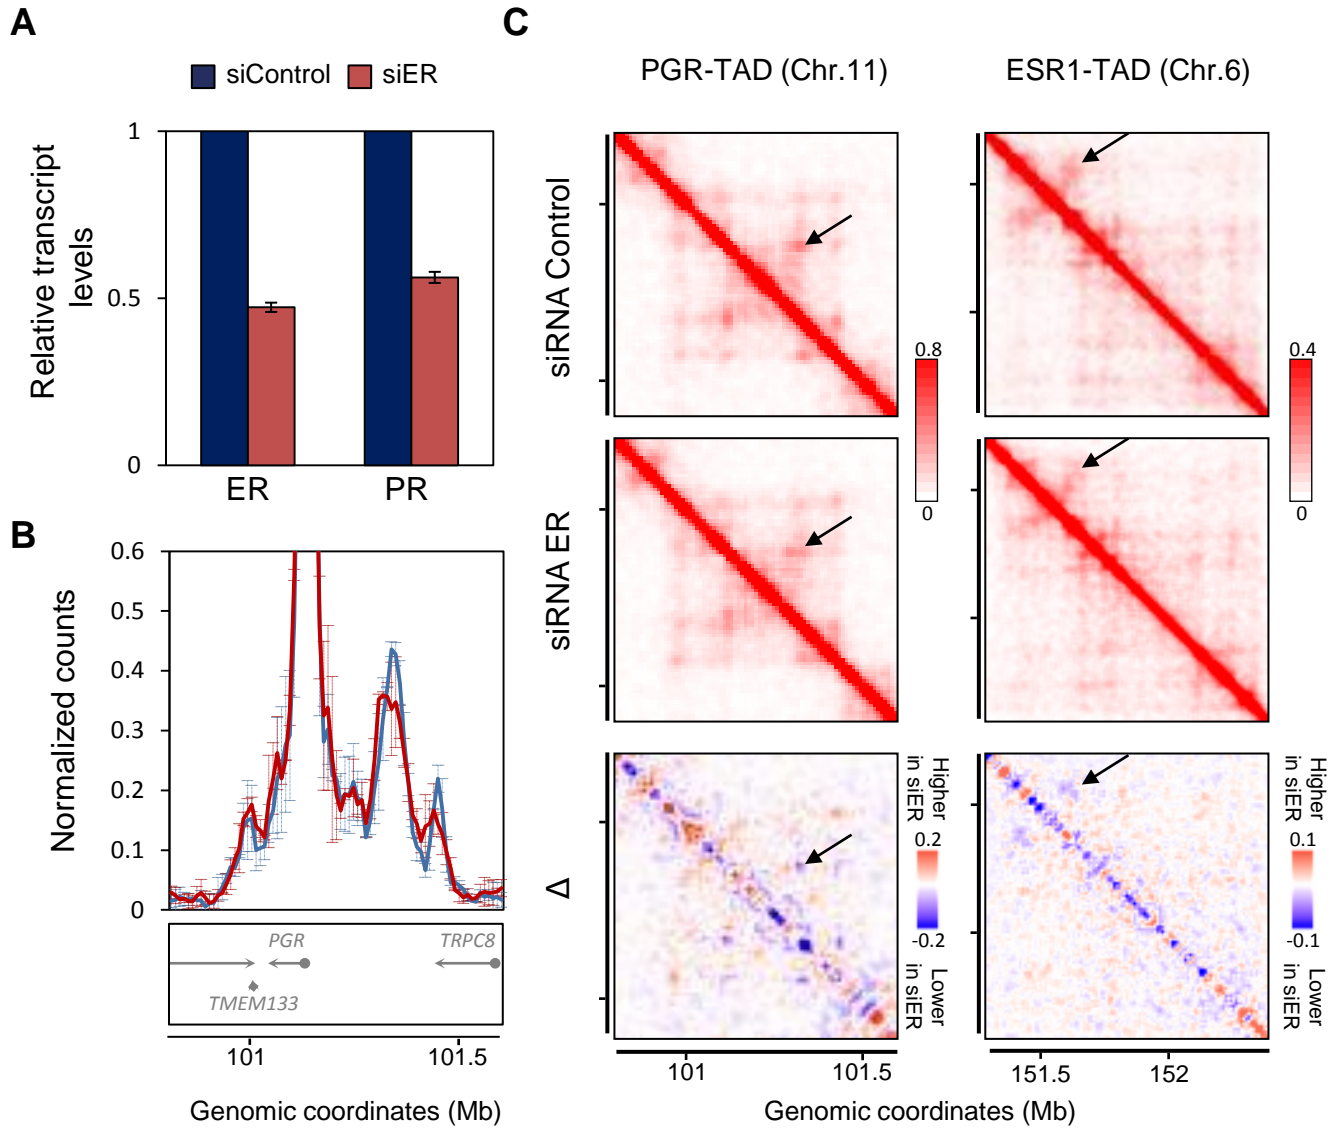 A
siControl siER
Relative transcript
levels
1
0.5
0
ER PR
B
Normalized counts
0.6
0.5
0.4
0.3
0.2
0.1
0
PGR TRPC8
TMEM133
101 101.5
Genomic coordinates (Mb)
C
PGR-TAD (Chr.11) ESR1-TAD (Chr.6)
siRNA Control
0.8
0
0.4
0
siRNA ER
Δ
Higher
in siER
0.2
-0.2
Lower
in siER
Higher
in siER
0.1
-0.1
Lower
in siER
101 101.5
151.5 152
Genomic coordinates (Mb)